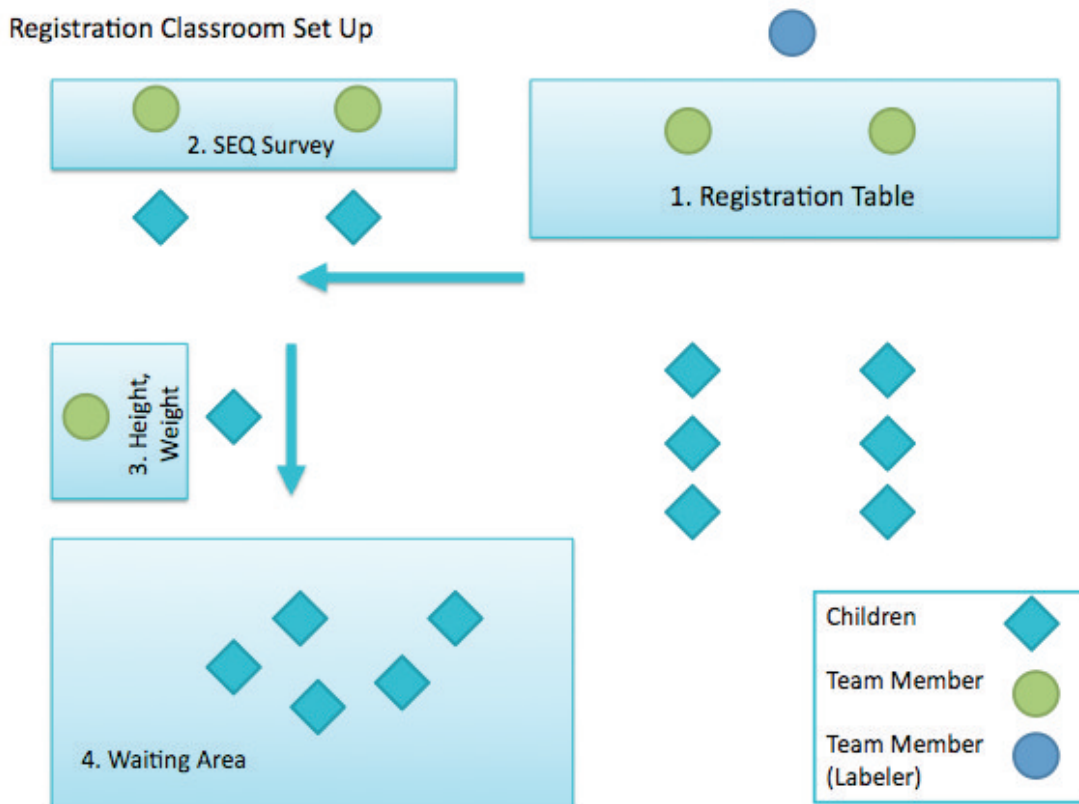 Registration Classroom Set Up
2. SEQ Survey
1. Registration Table
3. Height,
Weight
4. Waiting Area
Children
Team Member
Team Member
(Labeler)